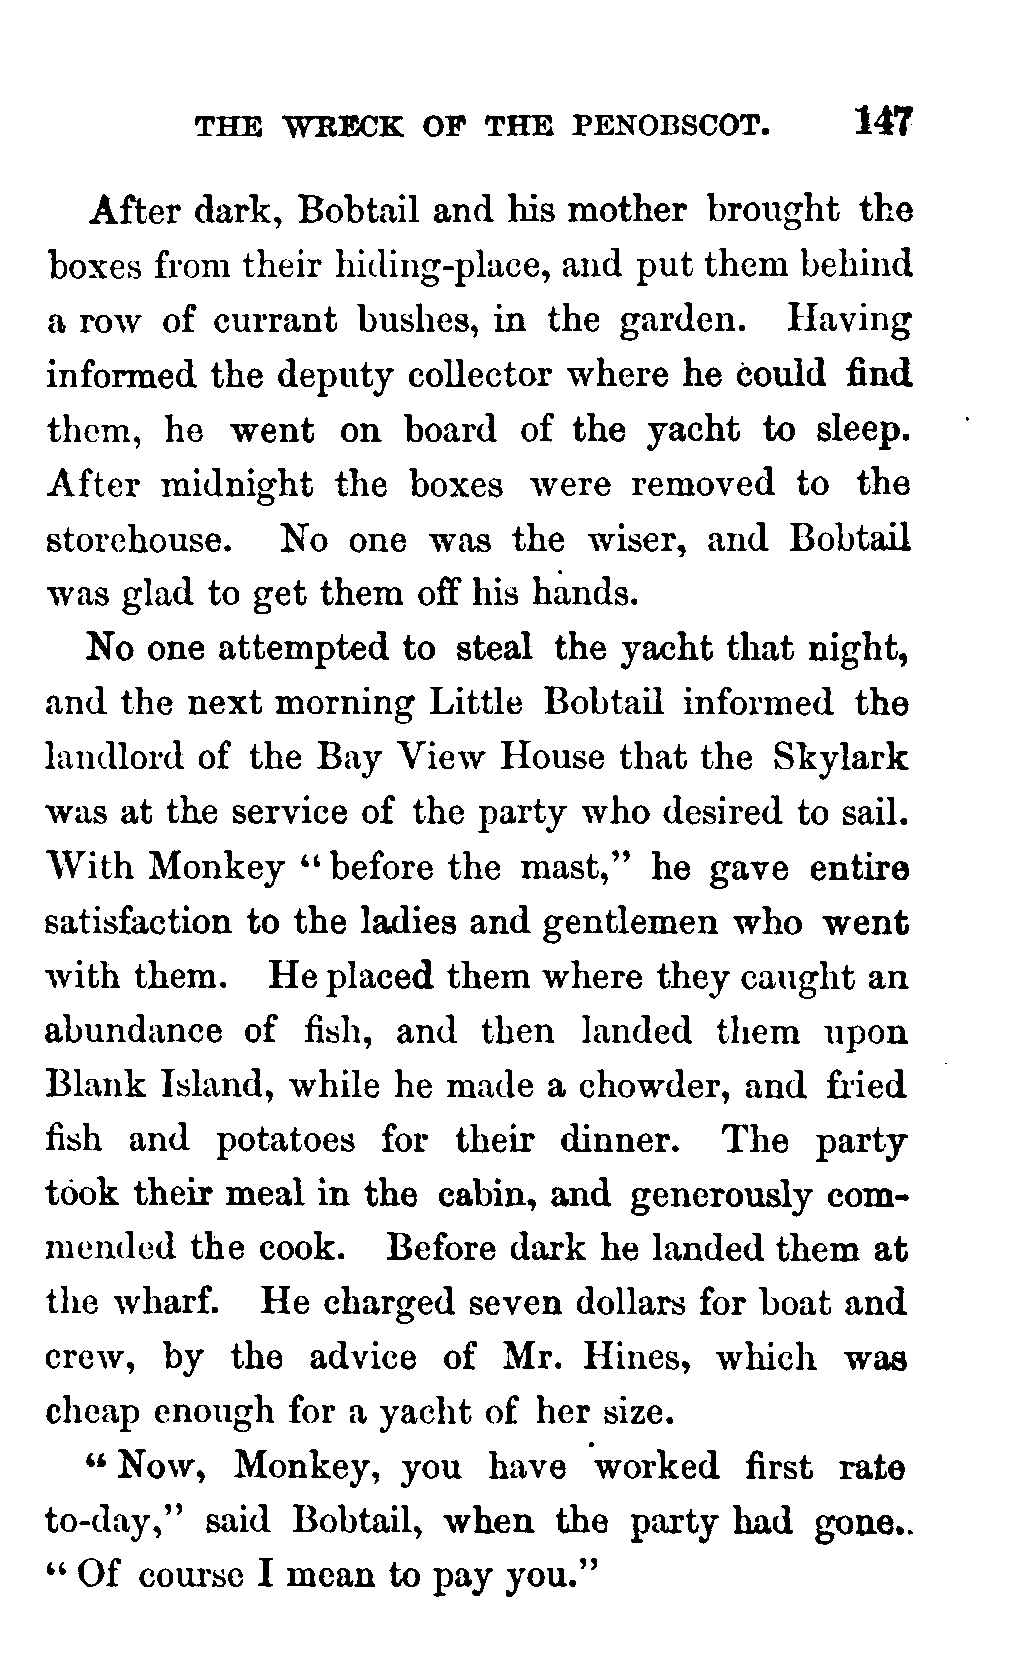 THE WRECK OF THE PENOBSCOT. 147
After dark, Bobtail and his mother brought the
boxes from their hiding-place, and put them behind
a row of currant bushes, in the garden. Having
informed the deputy collector where he could find
them, he went on board of the yacht to sleep.
After midnight the boxes were removed to the
storehouse. No one was the wiser, and Bobtail
was glad to get them off his hands.
No one attempted to steal the yacht that night,
and the next morning Little Bobtail informed the
landlord of the Bay View House that the Skylark
was at the service of the party who desired to sail.
With Monkey "before the mast," he gave entire
satisfaction to the ladies and gentlemen who went
with them. He placed them where they caught an
abundance of fish, and then landed them upon
Blank Island, while he made a chowder, and fried
fish and potatoes for their dinner. The party
took their meal in the cabin, and generously com-
mended the cook. Before dark he landed them at
the wharf. He charged seven dollars for boat and
crew, by the advice of Mr. Hines, which was
cheap enough for a yacht of her size.
"Now, Monkey, you have worked first rate
to-day," said Bobtail, when the party had gone.
"Of course I mean to pay you."